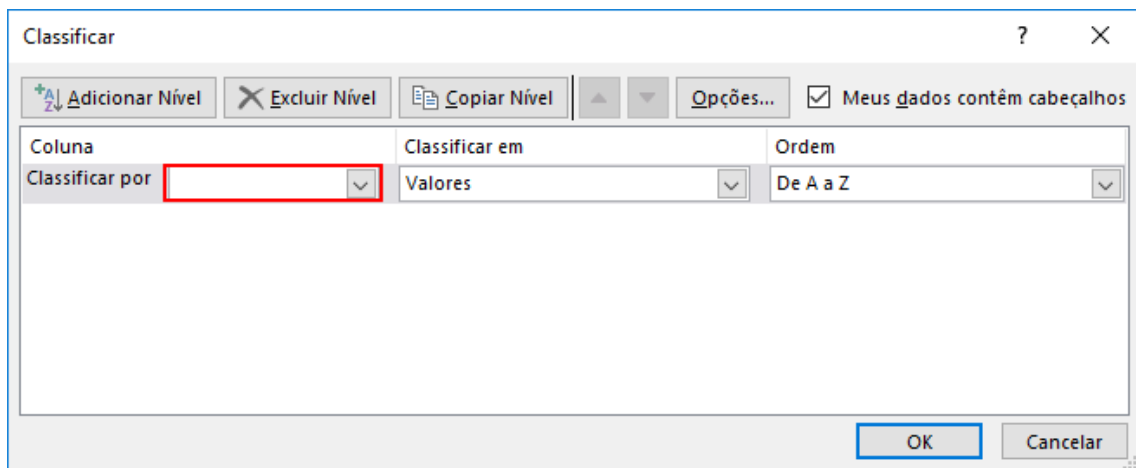 Classificar ?
Adicionar Nível Excluir Nível Copiar Nível Opções... Meus dados contêm cabeçalhos
Coluna Classificar em Ordem
Classificar por Valores De A a Z
OK Cancelar